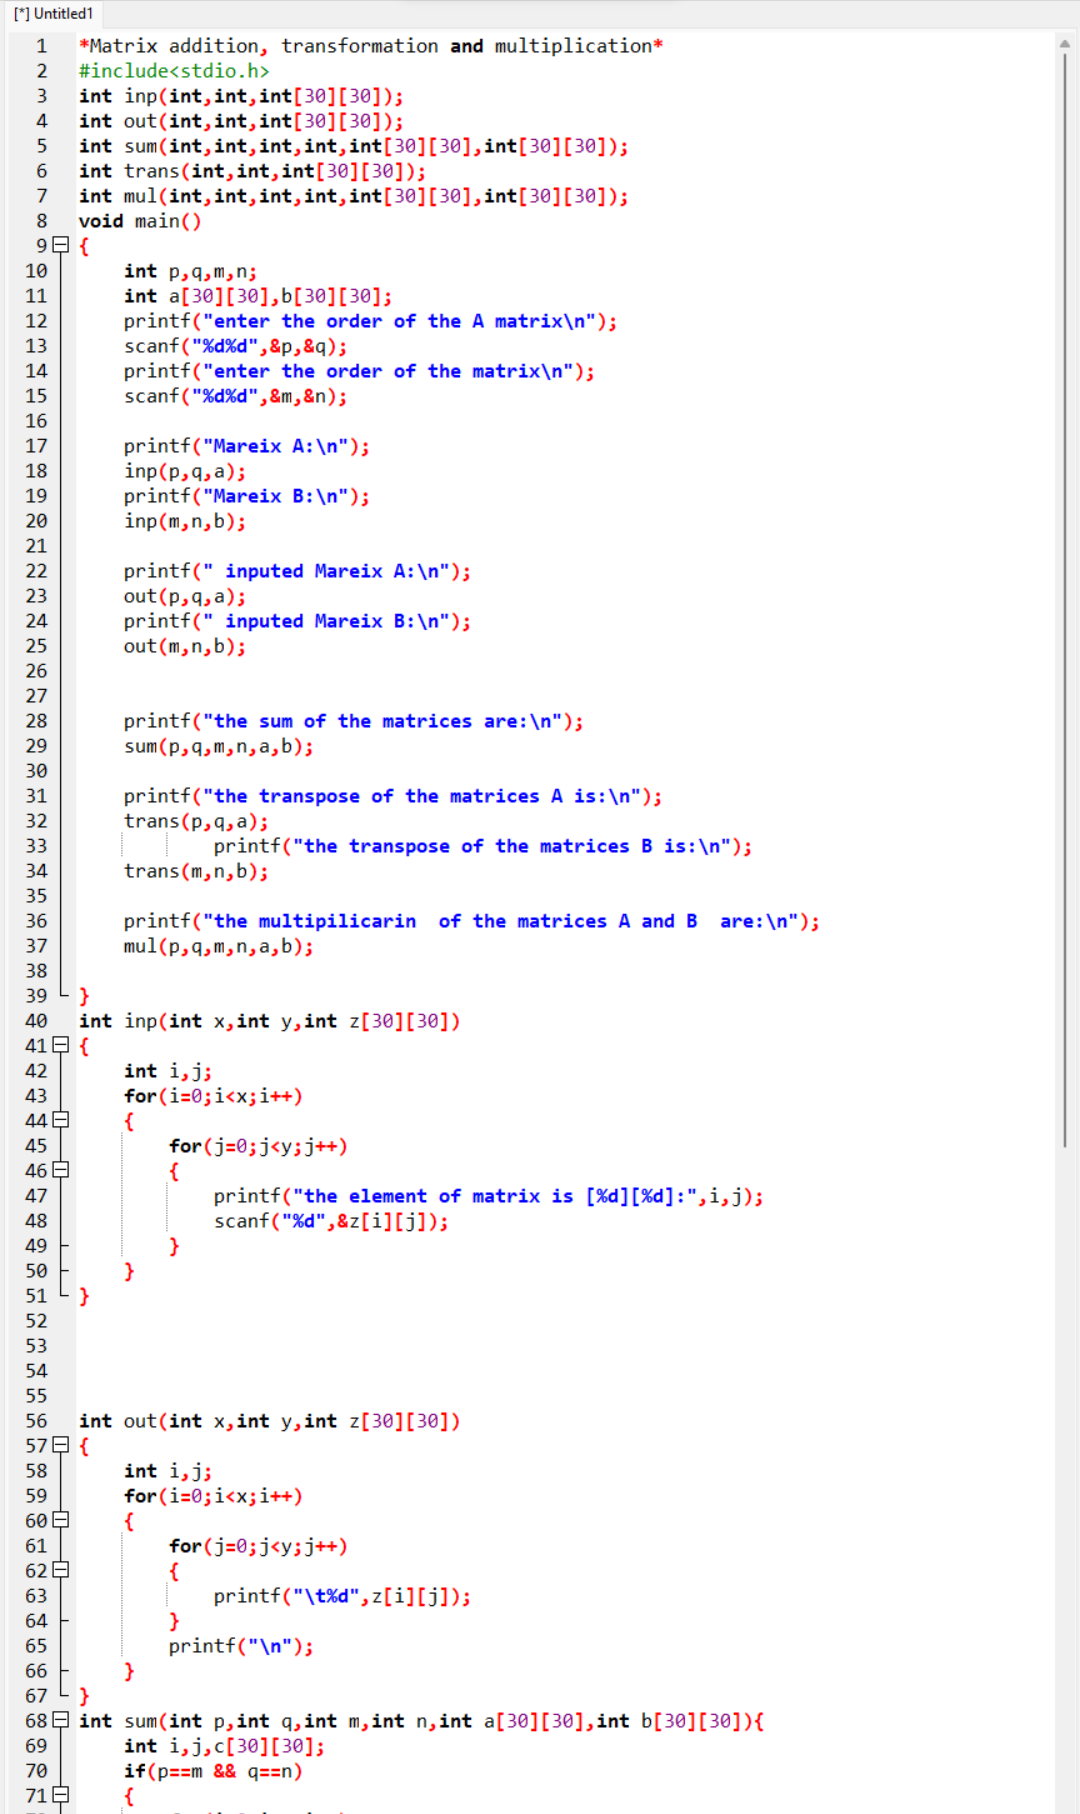 [*] Untitled1
1 *Matrix addition, transformation and multiplication*
2 #include<stdio.h>
3 int inp(int,int,int[30][30]);
4 int out(int,int,int[30][30]);
5 int sum(int,int,int,int,int[30][30],int[30][30]);
6 int trans(int,int,int[30][30]);
7 int mul(int,int,int,int,int[30][30],int[30][30]);
8 void main()
9 {
10 int p,q,m,n;
11 int a[30][30],b[30][30];
12 printf("enter the order of the A matrix\n");
13 scanf("%d%d",&p,&q);
14 printf("enter the order of the matrix\n");
15 scanf("%d%d",&m,&n);
16
17 printf("Mareix A:\n");
18 inp(p,q,a);
19 printf("Mareix B:\n");
20 inp(m,n,b);
21
22 printf(" inputed Mareix A:\n");
23 out(p,q,a);
24 printf(" inputed Mareix B:\n");
25 out(m,n,b);
26
27
28 printf("the sum of the matrices are:\n");
29 sum(p,q,m,n,a,b);
30
31 printf("the transpose of the matrices A is:\n");
32 trans(p,q,a);
33 printf("the transpose of the matrices B is:\n");
34 trans(m,n,b);
35
36 printf("the multipilicarin  of the matrices A and B  are:\n");
37 mul(p,q,m,n,a,b);
38
39 }
40 int inp(int x,int y,int z[30][30])
41 {
42 int i,j;
43 for(i=0;i<x;i++)
44 {
45 for(j=0;j<y;j++)
46 {
47 printf("the element of matrix is [%d][%d]:",i,j);
48 scanf("%d",&z[i][j]);
49 }
50 }
51 }
52
53
54
55
56 int out(int x,int y,int z[30][30])
57 {
58 int i,j;
59 for(i=0;i<x;i++)
60 {
61 for(j=0;j<y;j++)
62 {
63 printf("\t%d",z[i][j]);
64 }
65 printf("\n");
66 }
67 }
68 int sum(int p,int q,int m,int n,int a[30][30],int b[30][30]){
69 int i,j,c[30][30];
70 if(p==m && q==n)
71 {